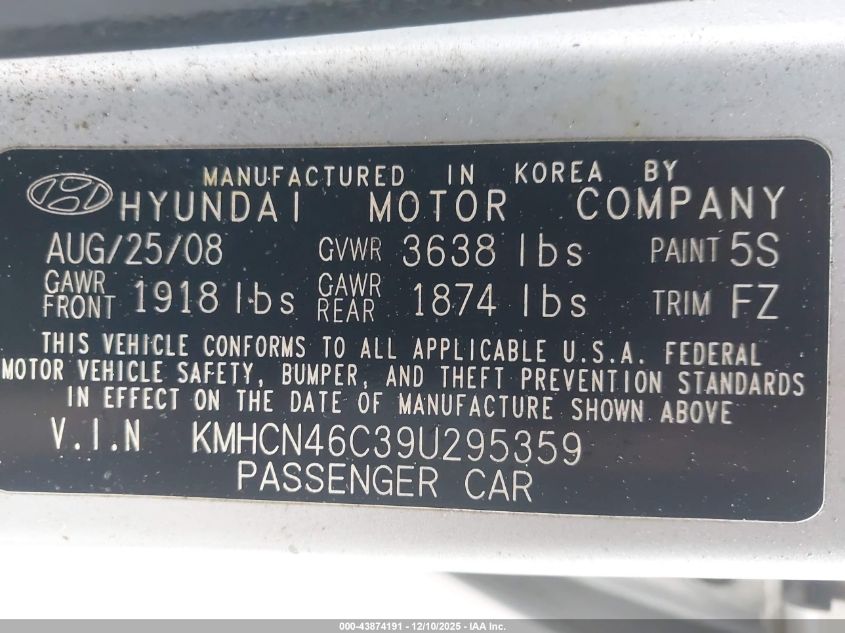 MANUFACTURED IN KOREA BY
HYUNDAI MOTOR COMPANY
AUG/25/08 GVWR 3638 lbs PAINT 5S
GAWR FRONT 1918 lbs GAWR REAR 1874 lbs TRIM FZ
THIS VEHICLE CONFORMS TO ALL APPLICABLE U.S.A. FEDERAL
MOTOR VEHICLE SAFETY, BUMPER, AND THEFT PREVENTION STANDARDS
IN EFFECT ON THE DATE OF MANUFACTURE SHOWN ABOVE
V.I.N KMHCN46C39U295359
PASSENGER CAR
000-43874191 - 12/10/2025 - IAA Inc.